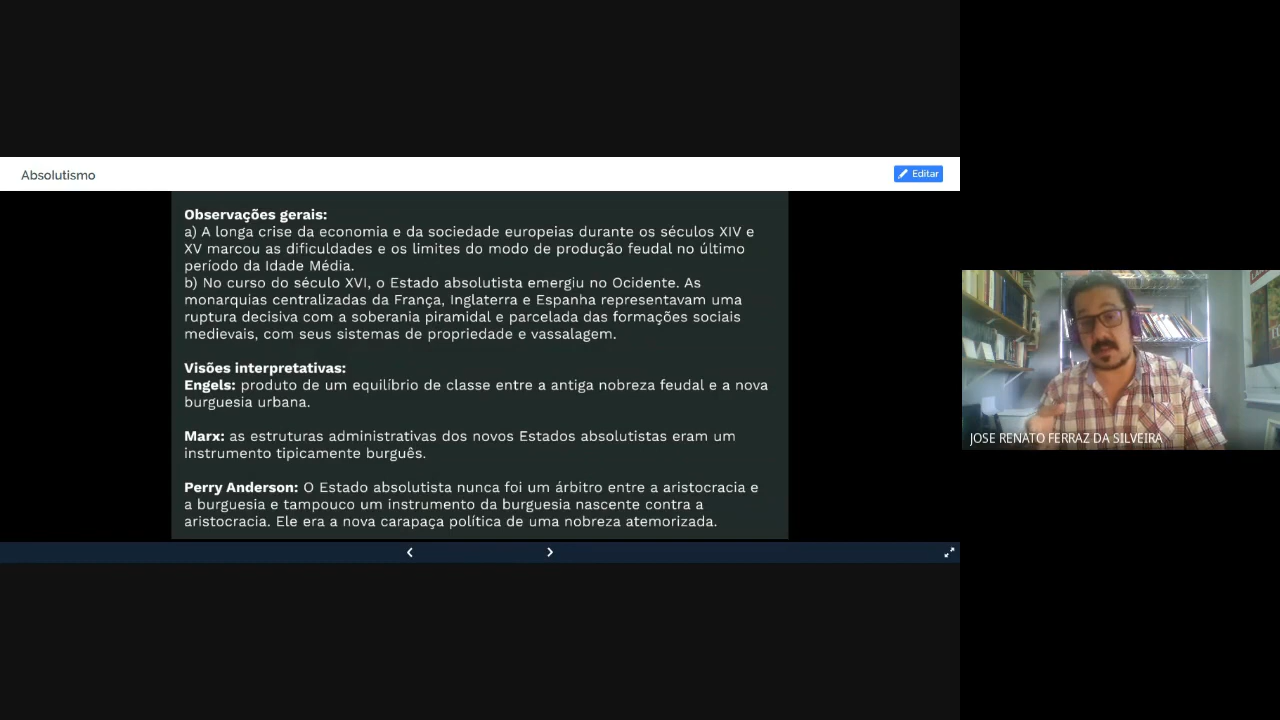 Absolutismo
Editar
Observações gerais:
a) A longa crise da economia e da sociedade europeias durante os séculos XIV e
XV marcou as dificuldades e os limites do modo de produção feudal no último
período da Idade Média.
b) No curso do século XVI, o Estado absolutista emergiu no Ocidente. As
monarquias centralizadas da França, Inglaterra e Espanha representavam uma
ruptura decisiva com a soberania piramidal e parcelada das formações sociais
medievais, com seus sistemas de propriedade e vassalagem.
Visões interpretativas:
Engels: produto de um equilíbrio de classe entre a antiga nobreza feudal e a nova
burguesia urbana.
Marx: as estruturas administrativas dos novos Estados absolutistas eram um
instrumento tipicamente burguês.
Perry Anderson: O Estado absolutista nunca foi um árbitro entre a aristocracia e
a burguesia e tampouco um instrumento da burguesia nascente contra a
aristocracia. Ele era a nova carapaça política de uma nobreza atemorizada.
JOSE RENATO FERRAZ DA SILVEIRA